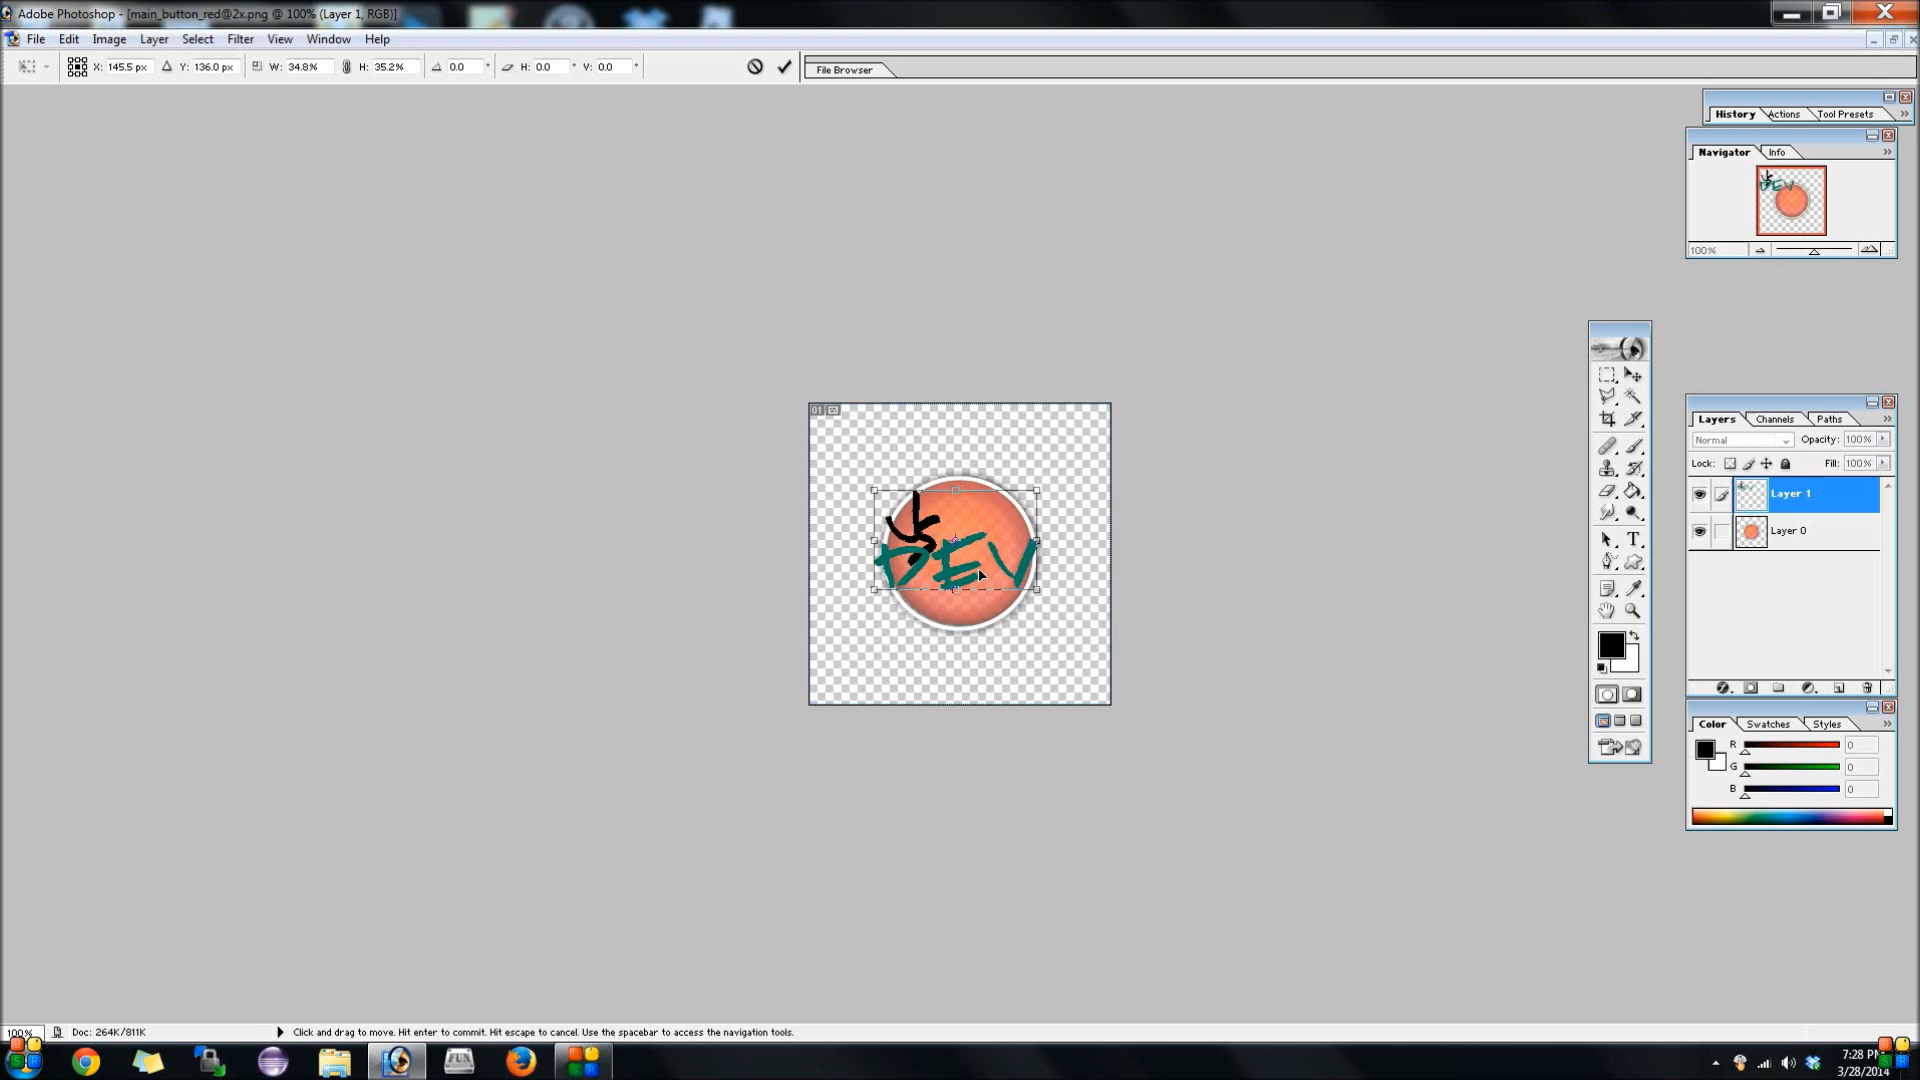 Adobe Photoshop - [main_button_red@2x.png @ 100% (Layer 1, RGB)]
File Edit Image Layer Select Filter View Window Help
X: 145.5 px Y: 136.0 px W: 34.8% H: 35.2% 0.0 ° H: 0.0 ° V: 0.0 °
File Browser
History Actions Tool Presets
Navigator Info
DEV
100%
Layers Channels Paths
Normal Opacity: 100%
Lock: Fill: 100%
Layer 1
Layer 0
01
DEV
Color Swatches Styles
R 0
G 0
B 0
100% Doc: 264K/811K Click and drag to move. Hit enter to commit. Hit escape to cancel. Use the spacebar to access the navigation tools.
FUN
7:28 PM
3/28/2014